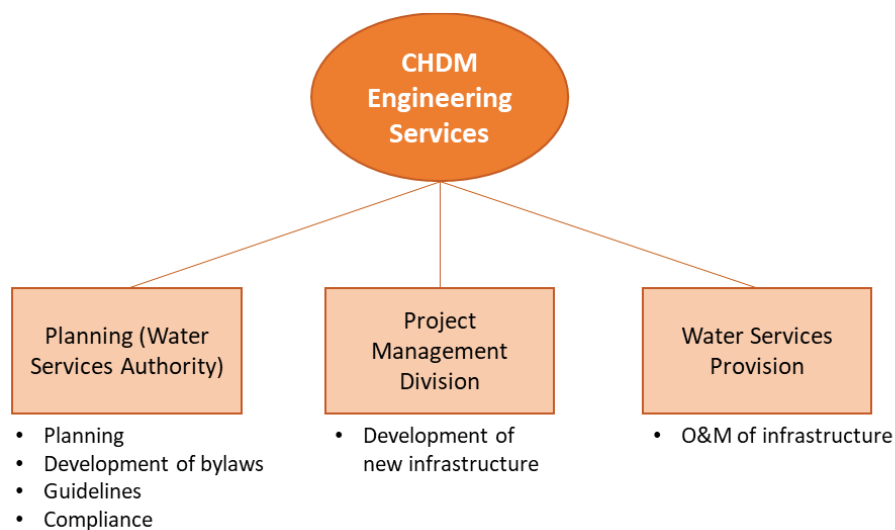 CHDM
Engineering
Services
Planning (Water
Services Authority)
Project
Management
Division
Water Services
Provision
• Planning
• Development of bylaws
• Guidelines
• Compliance
• Development of
new infrastructure
• O&M of infrastructure